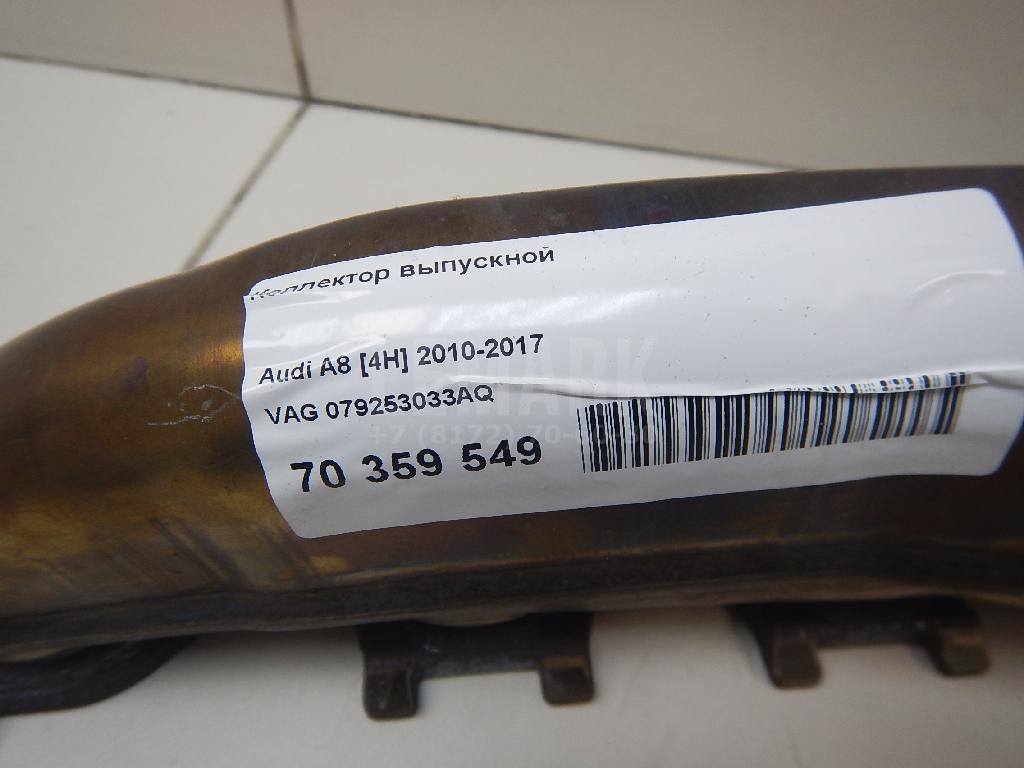 Коллектор выпускной
Audi A8 [4H] 2010-2017
VAG 079253033AQ
70 359 549